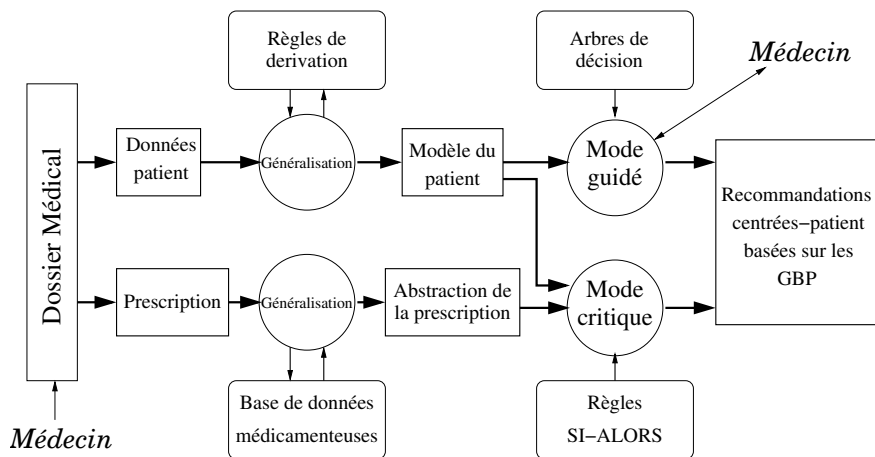 Règles de
derivation
Arbres de
décision
Médecin
Dossier Médical
Données
patient
Généralisation
Modèle du
patient
Mode
guidé
Recommandations
centrées−patient
basées sur les
GBP
Prescription
Généralisation
Abstraction de
la prescription
Mode
critique
Base de données
médicamenteuses
Règles
SI−ALORS
Médecin